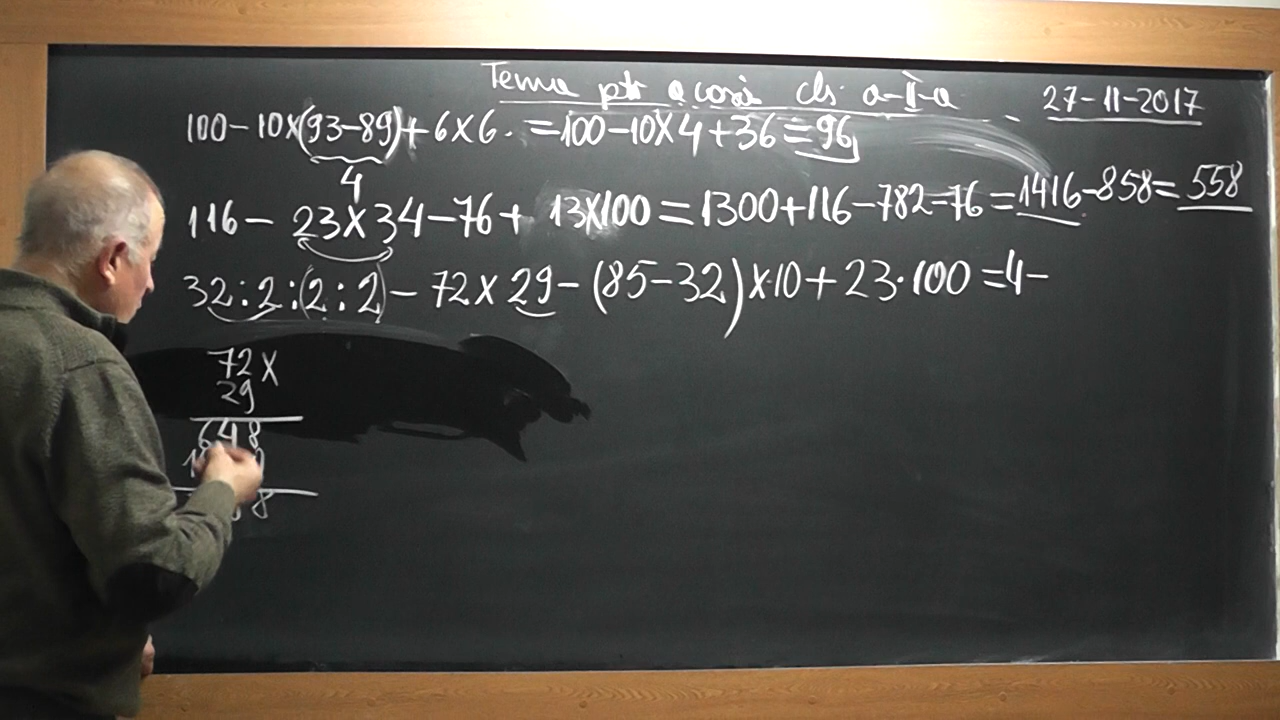 Tema ptr acasă cls a-II-a 27-11-2017
100-10x(93-89)+6x6. =100-10x4+36=96
4
116- 23x34-76+ 13x100=1300+116-782-76=1416-858=558
32:2:(2:2)- 72x29-(85-32)x10+23·100=4-
72x
29
648
8